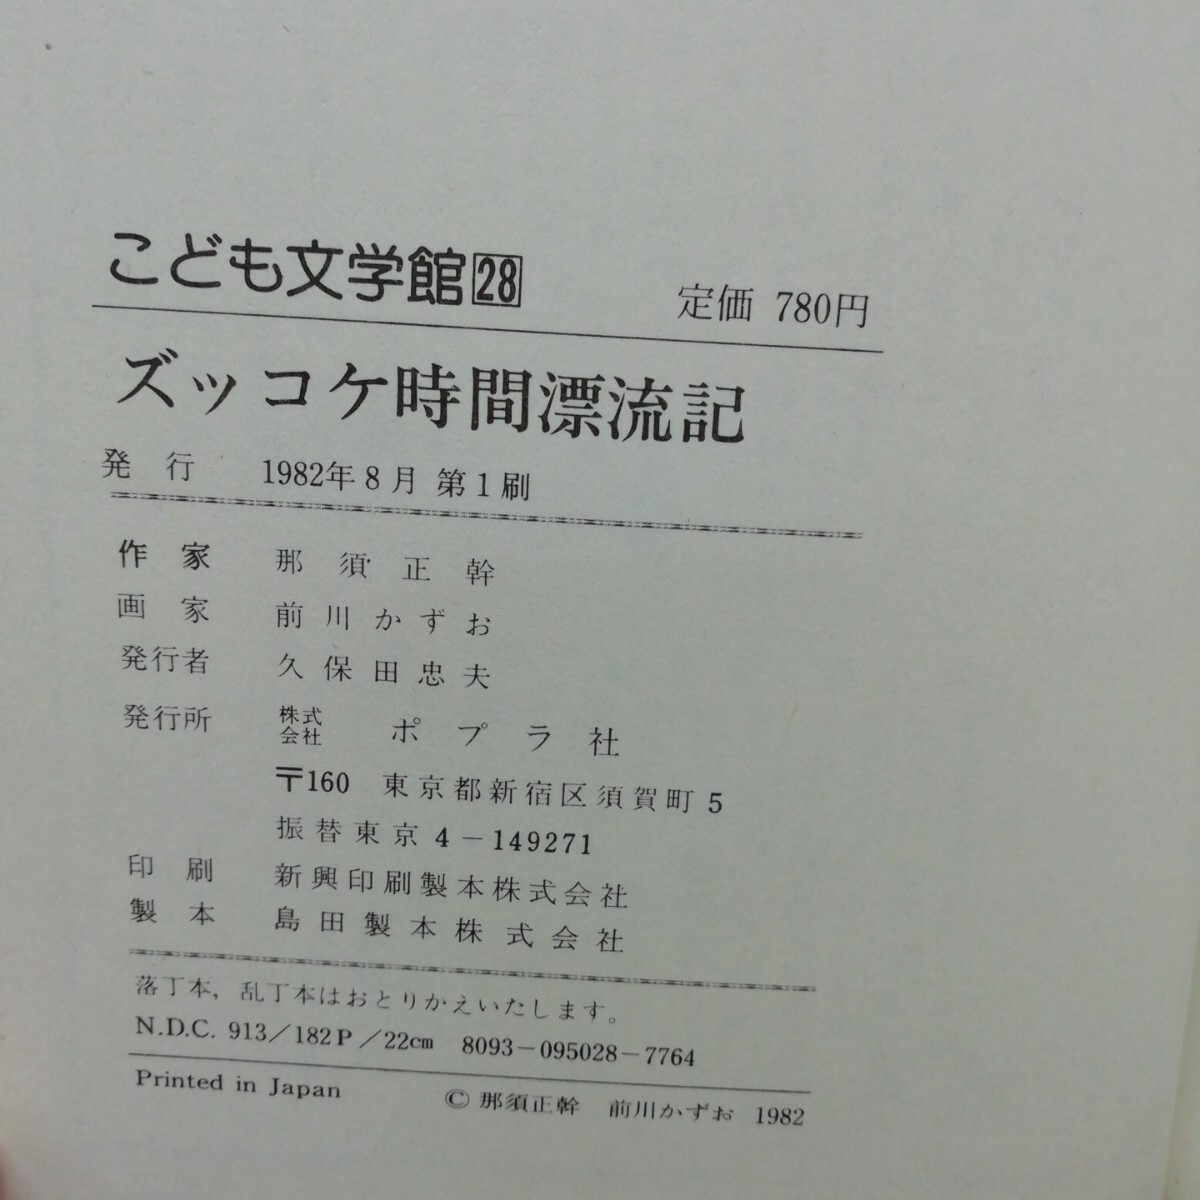 こども文学館28
定価 780円
ズッコケ時間漂流記
発行 1982年8月 第1刷
作家 那須正幹
画家 前川かずお
発行者 久保田忠夫
発行所 株式会社 ポプラ社
〒160 東京都新宿区須賀町5
振替東京4-149271
印刷 新興印刷製本株式会社
製本 島田製本株式会社
落丁本,乱丁本はおとりかえいたします。
N.D.C. 913/182P/22cm 8093-095028-7764
Printed in Japan
© 那須正幹 前川かずお 1982